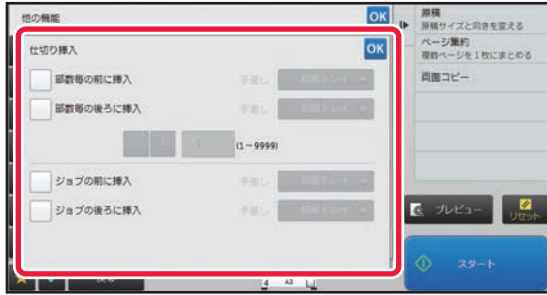 他の機能
OK
仕切り挿入
OK
部数毎の前に挿入
手差し
部数毎の後ろに挿入
手差し
1
(1～9999)
ジョブの前に挿入
手差し
ジョブの後ろに挿入
手差し
原稿
原稿サイズと向きを変える
ページ集約
複数ページを1枚にまとめる
両面コピー
プレビュー
リセット
スタート
A3